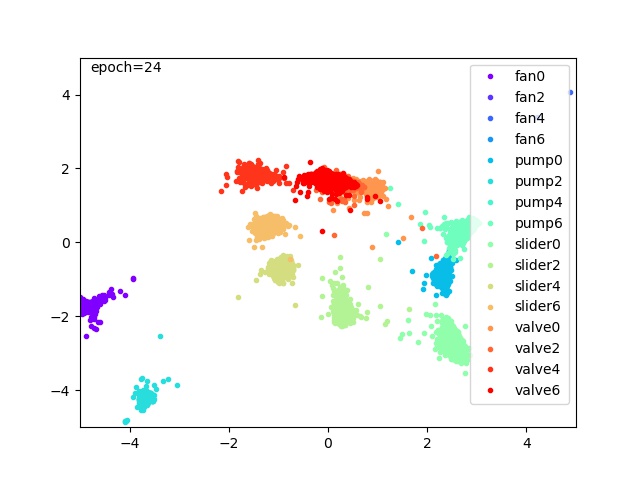 epoch=24
fan0
fan2
fan4
fan6
pump0
pump2
pump4
pump6
slider0
slider2
slider4
slider6
valve0
valve2
valve4
valve6
4
2
0
−2
−4
−4 −2 0 2 4